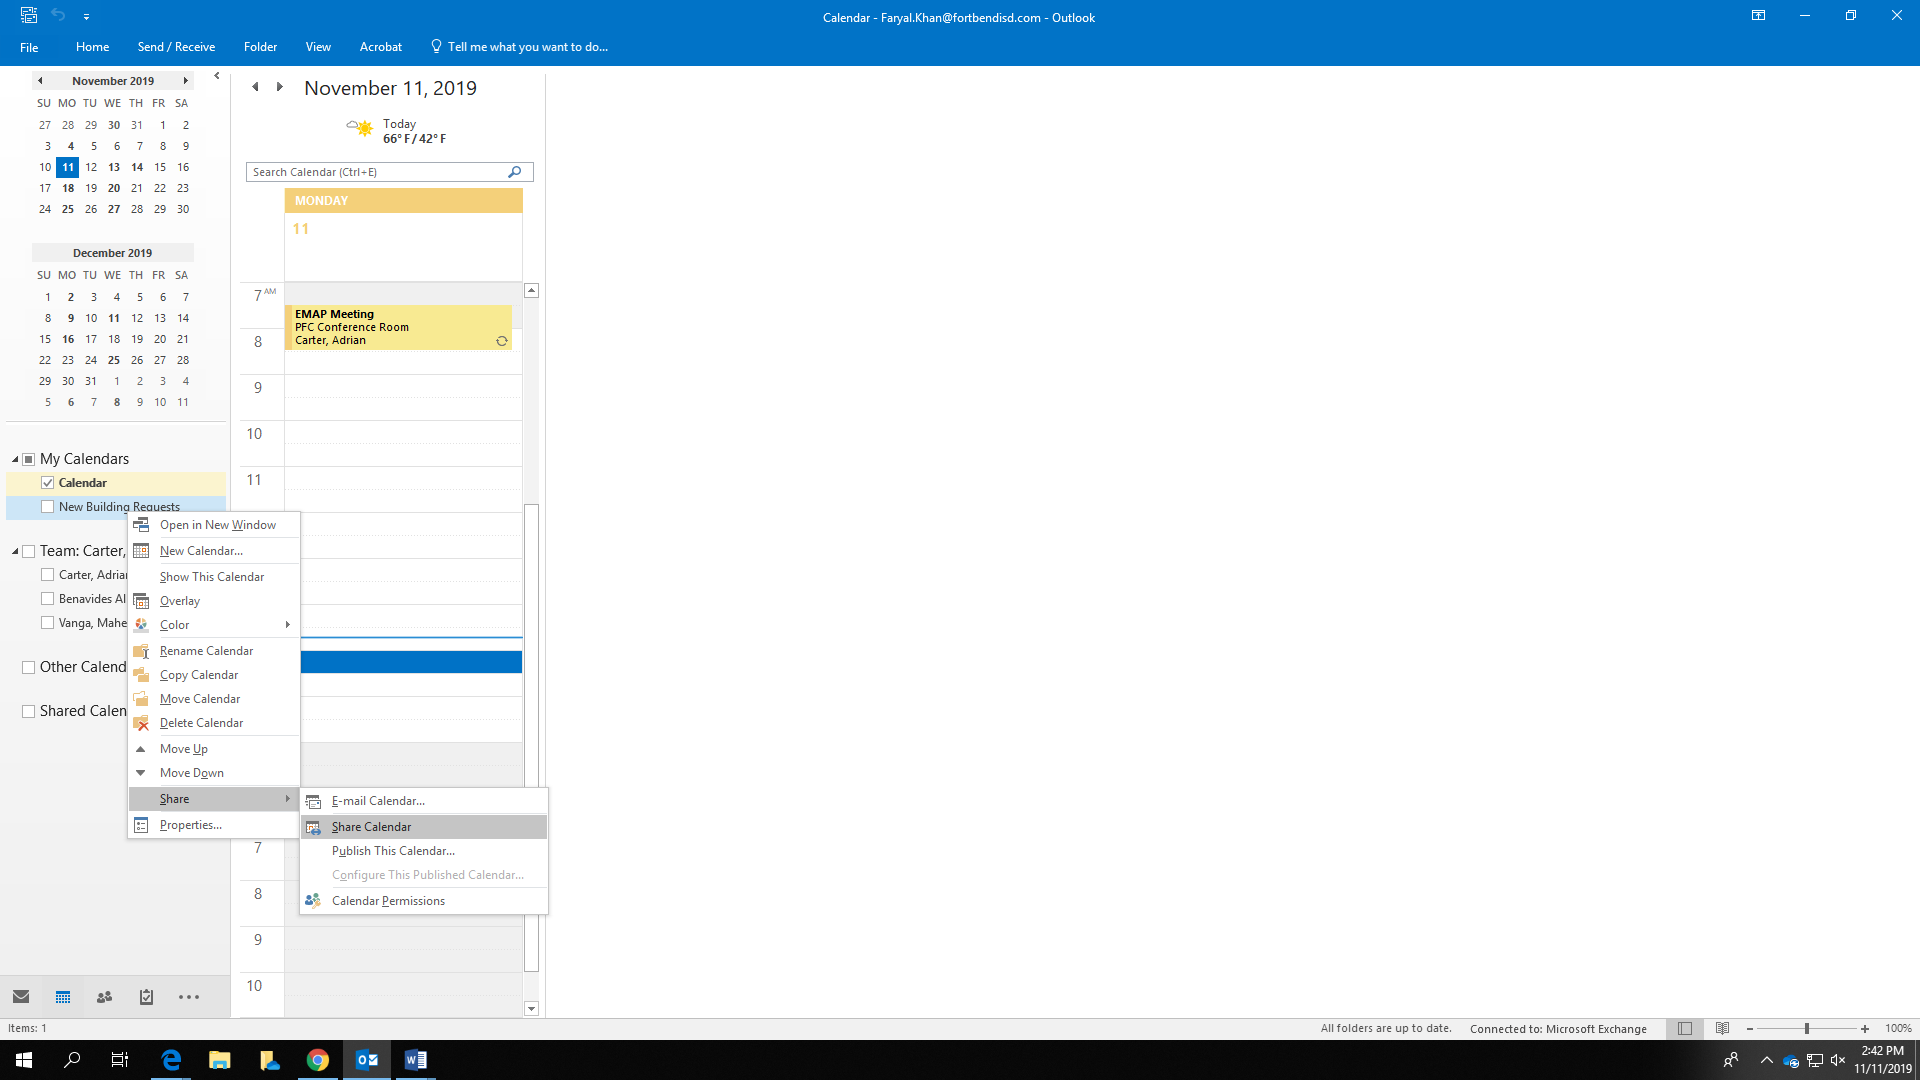 Calendar - Faryal.Khan@fortbendisd.com - Outlook
File Home Send / Receive Folder View Acrobat Tell me what you want to do...
November 2019
SU MO TU WE TH FR SA
27 28 29 30 31 1 2
3 4 5 6 7 8 9
10 11 12 13 14 15 16
17 18 19 20 21 22 23
24 25 26 27 28 29 30
December 2019
SU MO TU WE TH FR SA
1 2 3 4 5 6 7
8 9 10 11 12 13 14
15 16 17 18 19 20 21
22 23 24 25 26 27 28
29 30 31 1 2 3 4
5 6 7 8 9 10 11
My Calendars
Calendar
New Building Requests
Team: Carter,
Carter, Adrian
Benavides Al
Vanga, Mahe
Other Calend
Shared Calen
Open in New Window
New Calendar...
Show This Calendar
Overlay
Color
Rename Calendar
Copy Calendar
Move Calendar
Delete Calendar
Move Up
Move Down
Share
Properties...
E-mail Calendar...
Share Calendar
Publish This Calendar...
Configure This Published Calendar...
Calendar Permissions
November 11, 2019
Today
66° F / 42° F
Search Calendar (Ctrl+E)
MONDAY
11
7 AM
EMAP Meeting
PFC Conference Room
Carter, Adrian
8
9
10
11
7
8
9
10
Items: 1
All folders are up to date. Connected to: Microsoft Exchange 100%
2:42 PM
11/11/2019